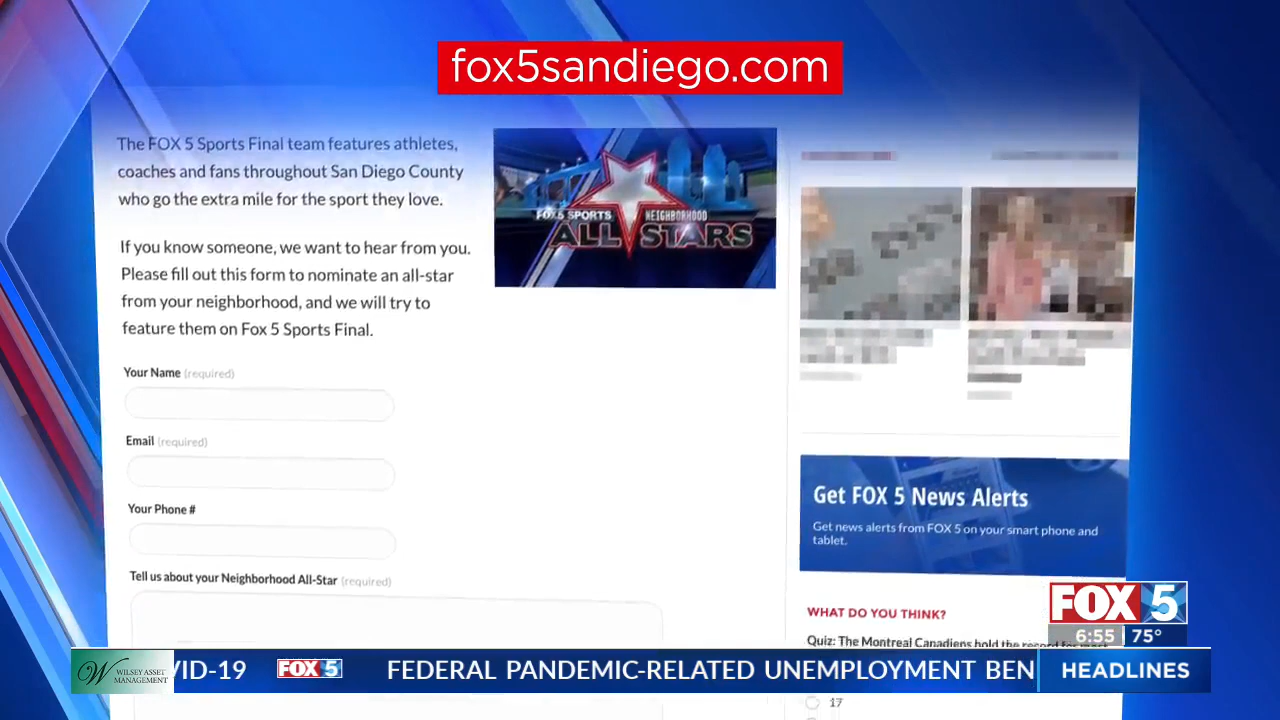 fox5sandiego.com
The FOX 5 Sports Final team features athletes,
coaches and fans throughout San Diego County
who go the extra mile for the sport they love.
If you know someone, we want to hear from you.
Please fill out this form to nominate an all-star
from your neighborhood, and we will try to
feature them on Fox 5 Sports Final.
FOX5 SPORTS NEIGHBORHOOD
ALL STARS
Your Name (required)
Email (required)
Your Phone #
Tell us about your Neighborhood All-Star (required)
Get FOX 5 News Alerts
Get news alerts from FOX 5 on your smart phone and
tablet.
WHAT DO YOU THINK?
Quiz: The Montreal Canadiens hold the record for most
17
FOX 5
6:55 75°
W WILSEY ASSET
MANAGEMENT
VID-19 FOX 5 FEDERAL PANDEMIC-RELATED UNEMPLOYMENT BEN
HEADLINES